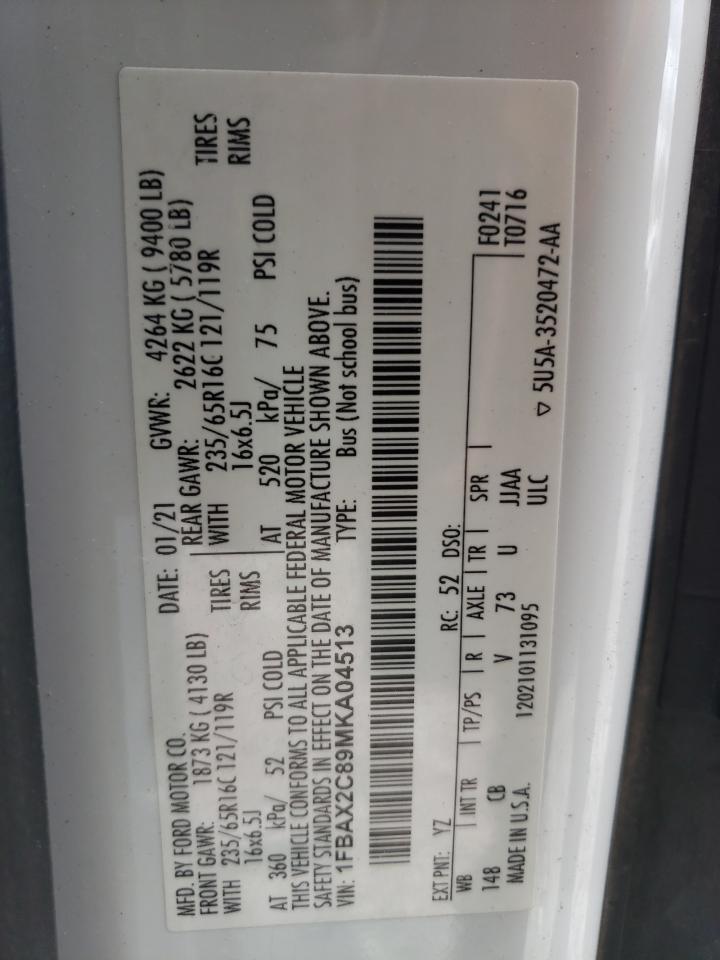 MFD. BY FORD MOTOR CO. DATE: 01/21 GVWR: 4264 KG ( 9400 LB)
FRONT GAWR: 1873 KG ( 4130 LB) REAR GAWR: 2622 KG ( 5780 LB)
WITH 235/65R16C 121/119R TIRES WITH 235/65R16C 121/119R TIRES
16x6.5J RIMS 16x6.5J RIMS
AT 360 kPa/ 52 PSI COLD AT 520 kPa/ 75 PSI COLD
THIS VEHICLE CONFORMS TO ALL APPLICABLE FEDERAL MOTOR VEHICLE
SAFETY STANDARDS IN EFFECT ON THE DATE OF MANUFACTURE SHOWN ABOVE.
VIN: 1FBAX2C89MKA04513 TYPE: Bus (Not school bus)
EXT PNT: YZ RC: 52 DSO:
WB INT TR TP/PS R AXLE TR SPR F0241
148 CB V 73 U JJAA T0716
MADE IN U.S.A. 1202101131095 ULC
▽ 5U5A-3520472-AA